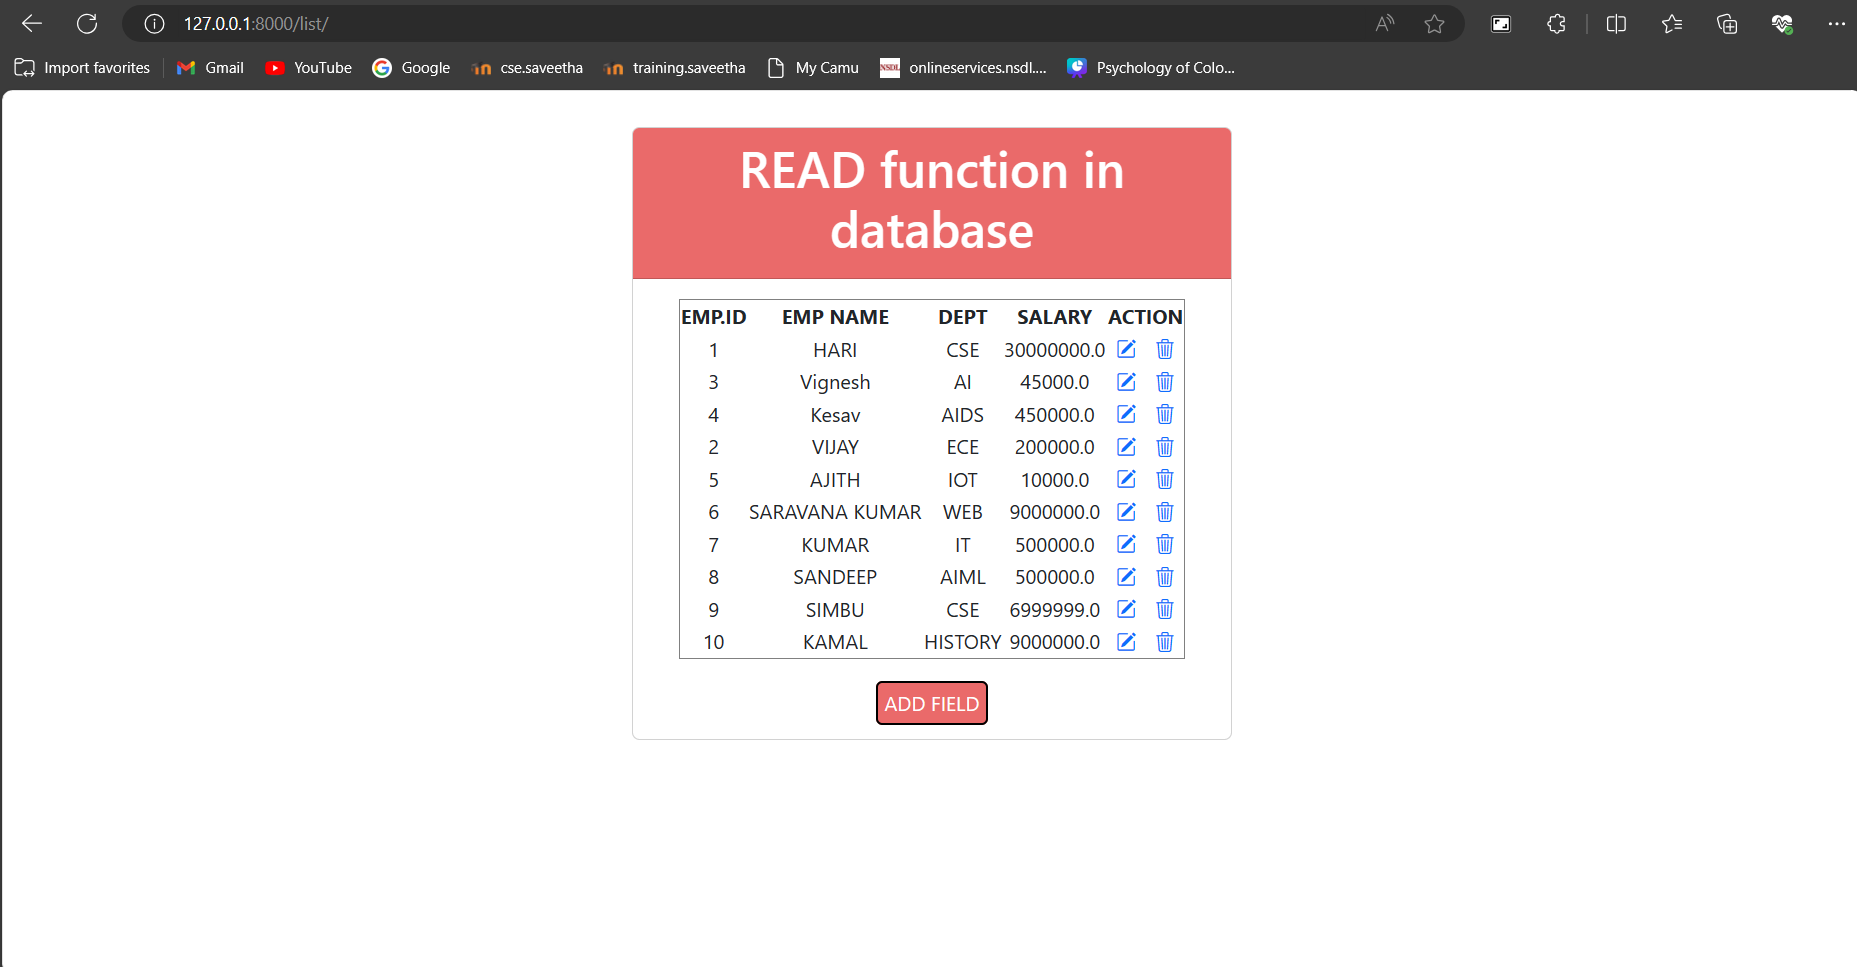 127.0.0.1:8000/list/
Import favorites Gmail YouTube Google cse.saveetha training.saveetha My Camu NSDL onlineservices.nsdl.... Psychology of Colo...
READ function in
database
EMP.ID EMP NAME DEPT SALARY ACTION
1 HARI CSE 30000000.0
3 Vignesh AI 45000.0
4 Kesav AIDS 450000.0
2 VIJAY ECE 200000.0
5 AJITH IOT 10000.0
6 SARAVANA KUMAR WEB 9000000.0
7 KUMAR IT 500000.0
8 SANDEEP AIML 500000.0
9 SIMBU CSE 6999999.0
10 KAMAL HISTORY 9000000.0
ADD FIELD